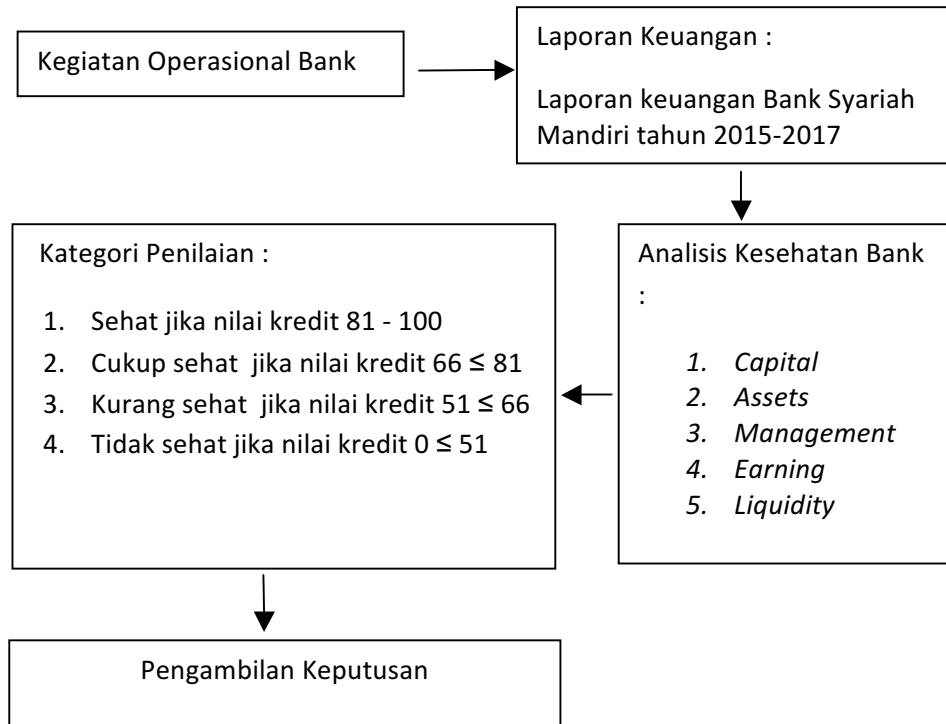 Kegiatan Operasional Bank
Laporan Keuangan :
Laporan keuangan Bank Syariah
Mandiri tahun 2015-2017
Analisis Kesehatan Bank
:
1. Capital
2. Assets
3. Management
4. Earning
5. Liquidity
Kategori Penilaian :
1. Sehat jika nilai kredit 81 - 100
2. Cukup sehat  jika nilai kredit 66 ≤ 81
3. Kurang sehat  jika nilai kredit 51 ≤ 66
4. Tidak sehat jika nilai kredit 0 ≤ 51
Pengambilan Keputusan